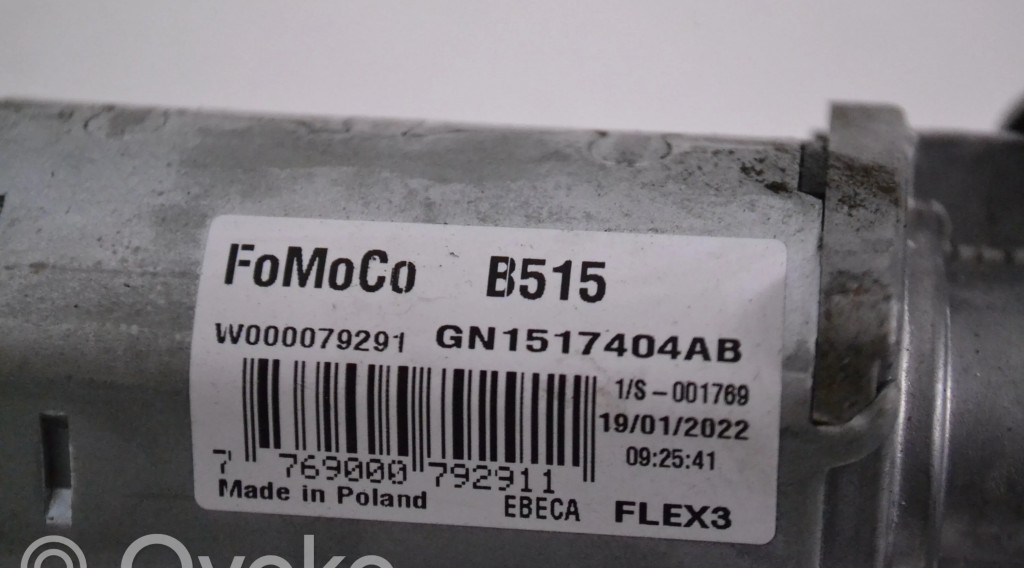 FoMoCo B515
W000079291 GN1517404AB
1/S-001769
19/01/2022
09:25:41
7 769000 792911
Made in Poland EBECA FLEX3
Ovoko